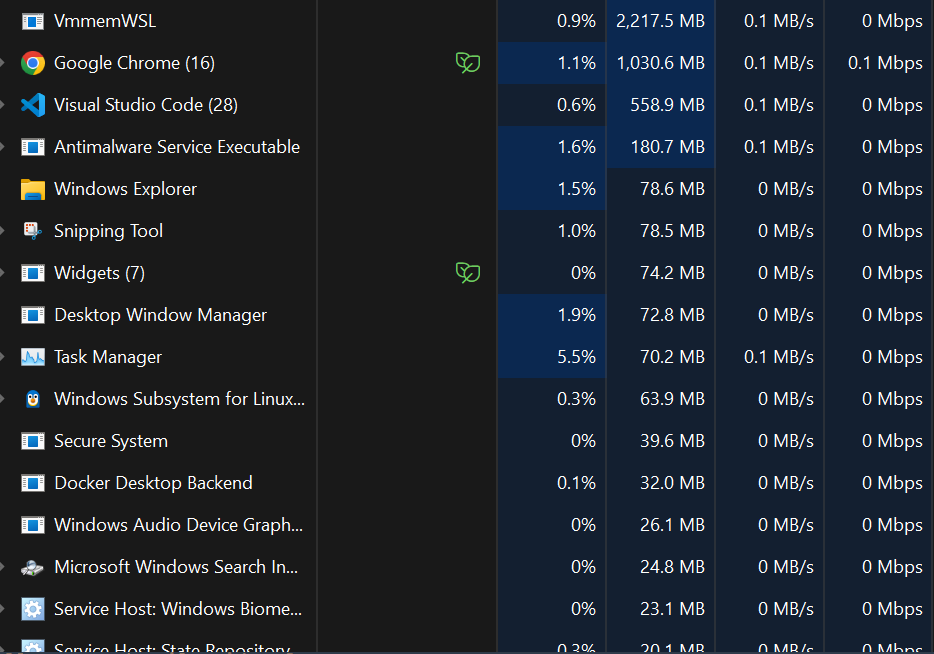 VmmemWSL 0.9% 2,217.5 MB 0.1 MB/s 0 Mbps
Google Chrome (16) 1.1% 1,030.6 MB 0.1 MB/s 0.1 Mbps
Visual Studio Code (28) 0.6% 558.9 MB 0.1 MB/s 0 Mbps
Antimalware Service Executable 1.6% 180.7 MB 0.1 MB/s 0 Mbps
Windows Explorer 1.5% 78.6 MB 0 MB/s 0 Mbps
Snipping Tool 1.0% 78.5 MB 0 MB/s 0 Mbps
Widgets (7) 0% 74.2 MB 0 MB/s 0 Mbps
Desktop Window Manager 1.9% 72.8 MB 0 MB/s 0 Mbps
Task Manager 5.5% 70.2 MB 0.1 MB/s 0 Mbps
Windows Subsystem for Linux... 0.3% 63.9 MB 0 MB/s 0 Mbps
Secure System 0% 39.6 MB 0 MB/s 0 Mbps
Docker Desktop Backend 0.1% 32.0 MB 0 MB/s 0 Mbps
Windows Audio Device Graph... 0% 26.1 MB 0 MB/s 0 Mbps
Microsoft Windows Search In... 0% 24.8 MB 0 MB/s 0 Mbps
Service Host: Windows Biome... 0% 23.1 MB 0 MB/s 0 Mbps
Service Host: State Repository 0.3% 20.1 MB 0 MB/s 0 Mbps